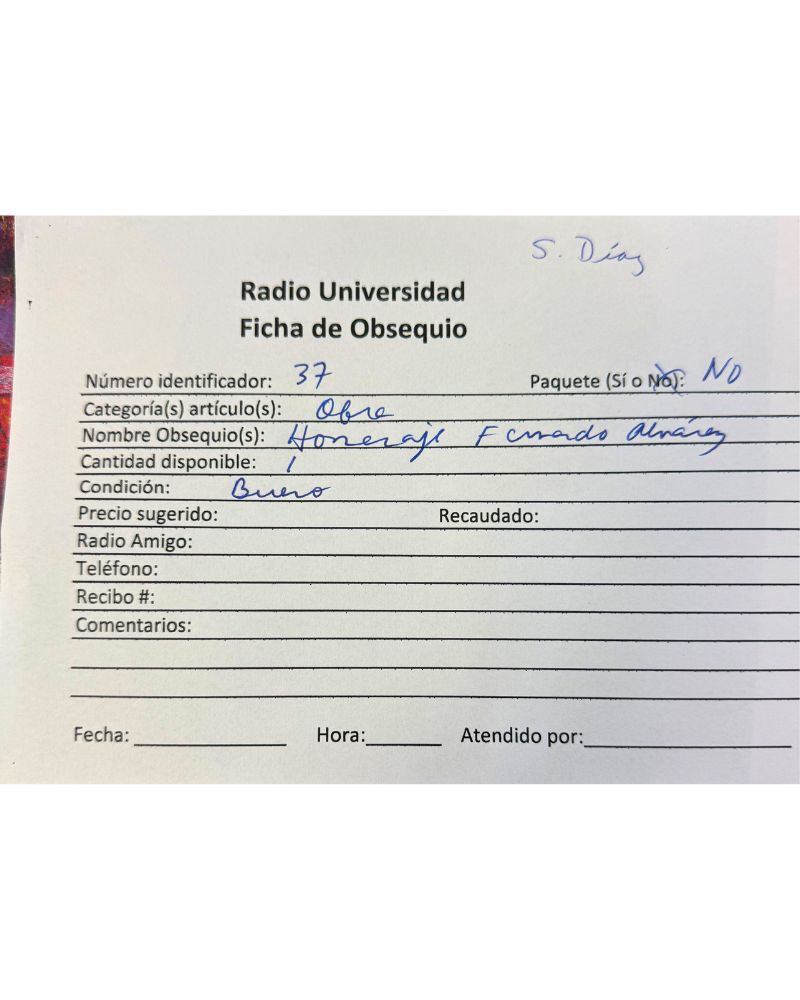 S. Díaz
Radio Universidad
Ficha de Obsequio
Número identificador: 37 Paquete (Sí o No): No
Categoría(s) artículo(s): Obra
Nombre Obsequio(s): Homenaje Fernando Alvárez
Cantidad disponible: 1
Condición: Bueno
Precio sugerido: Recaudado:
Radio Amigo:
Teléfono:
Recibo #:
Comentarios:
Fecha: Hora: Atendido por: